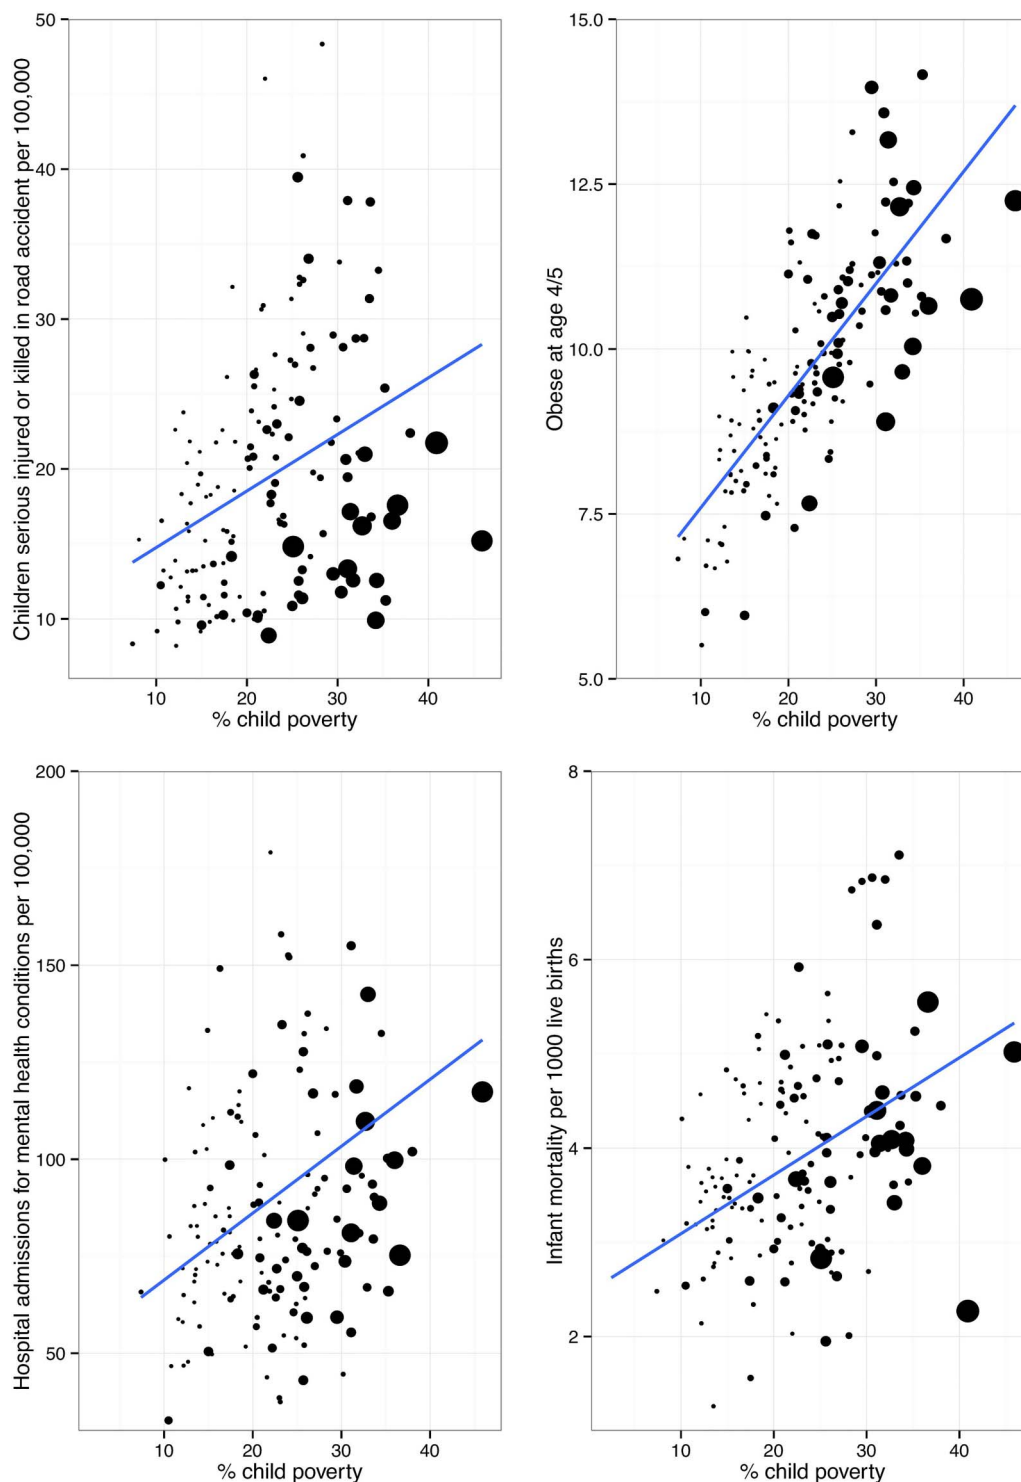 Children serious injured or killed in road accident per 100,000
50
40
30
20
10
10 20 30 40
% child poverty
Obese at age 4/5
15.0
12.5
10.0
7.5
5.0
10 20 30 40
% child poverty
Hospital admissions for mental health conditions per 100,000
200
150
100
50
10 20 30 40
% child poverty
Infant mortality per 1000 live births
8
6
4
2
10 20 30 40
% child poverty